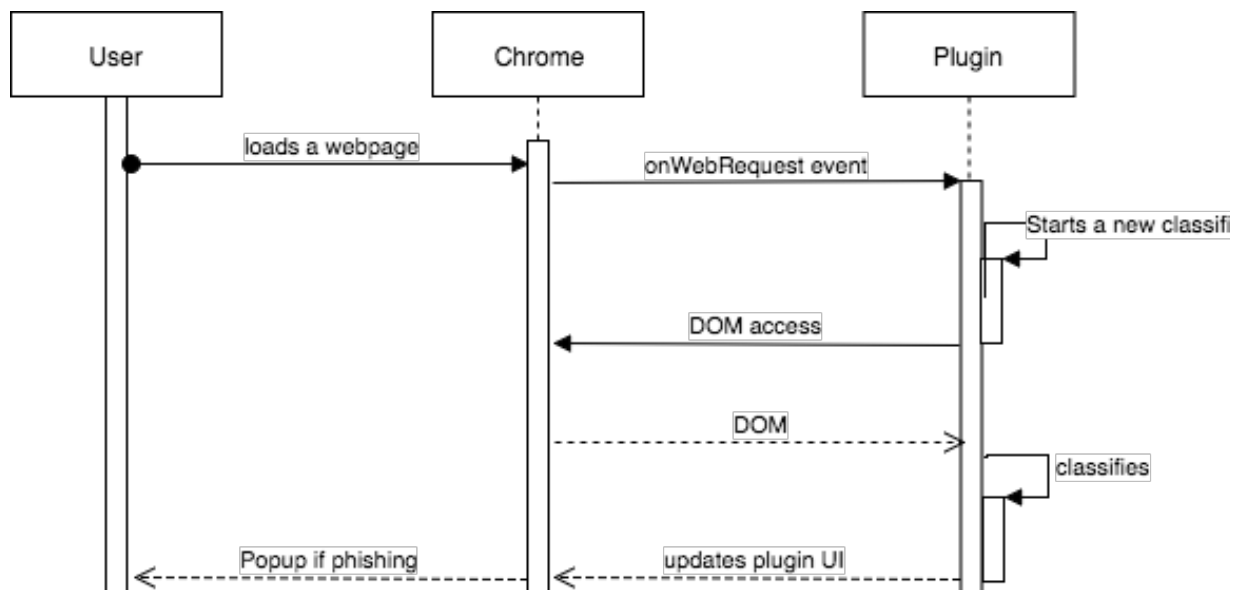 User
Chrome
Plugin
loads a webpage
onWebRequest event
Starts a new classifi
DOM access
DOM
classifies
Popup if phishing
updates plugin UI